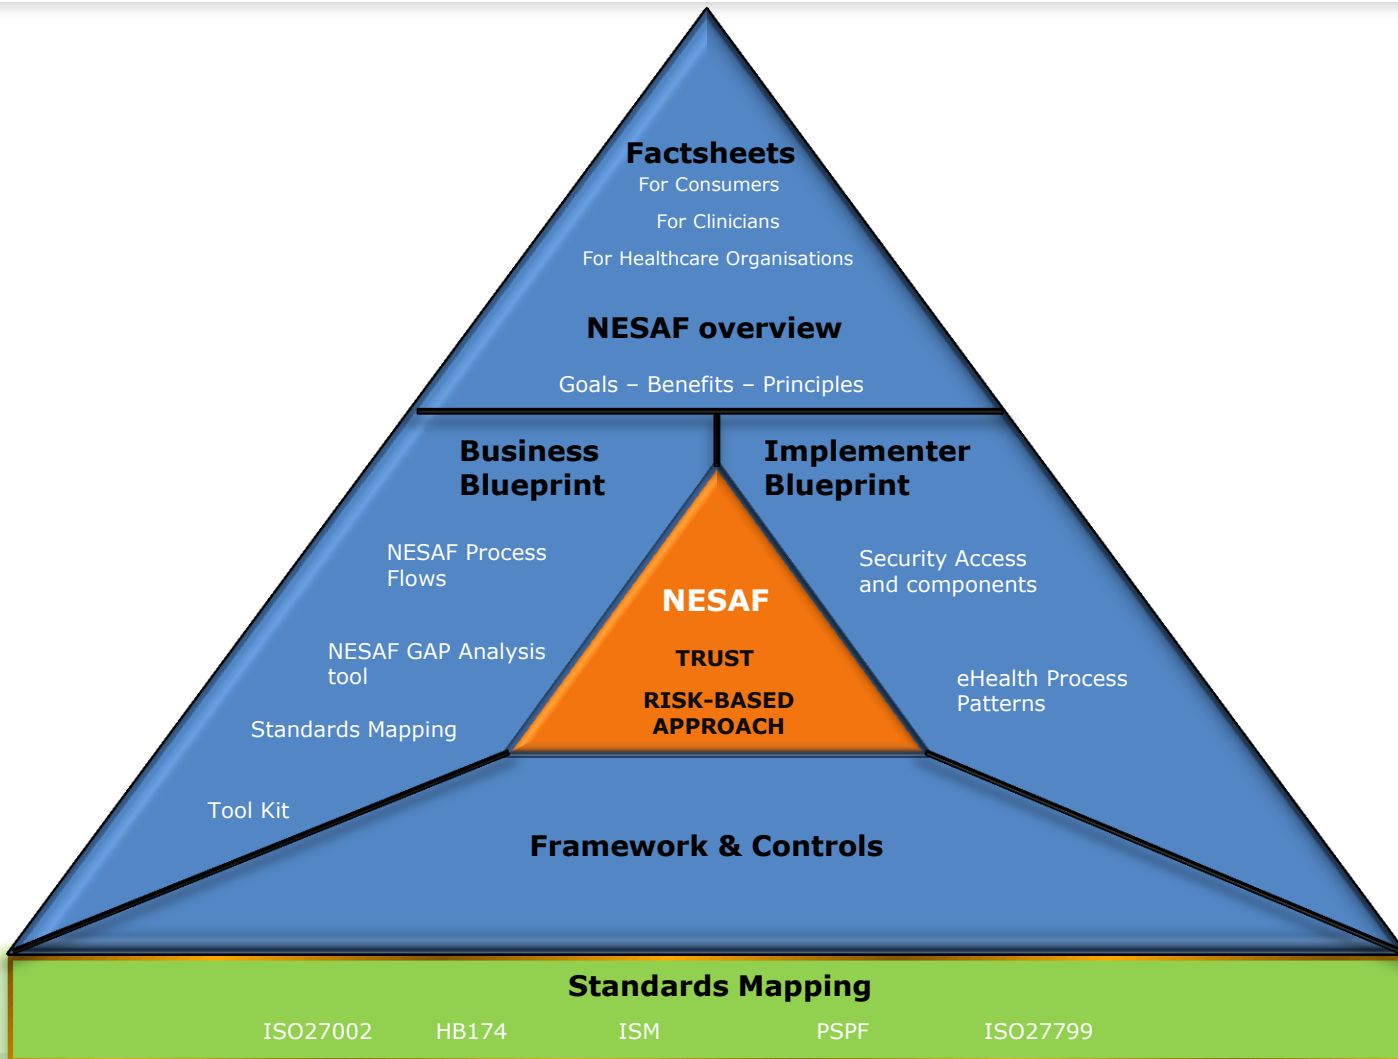 Factsheets
For Consumers
For Clinicians
For Healthcare Organisations
NESAF overview
Goals – Benefits – Principles
Business
Blueprint
NESAF Process
Flows
NESAF GAP Analysis
tool
Standards Mapping
Tool Kit
Implementer
Blueprint
Security Access
and components
eHealth Process
Patterns
NESAF
TRUST
RISK-BASED
APPROACH
Framework & Controls
Standards Mapping
ISO27002 HB174 ISM PSPF ISO27799